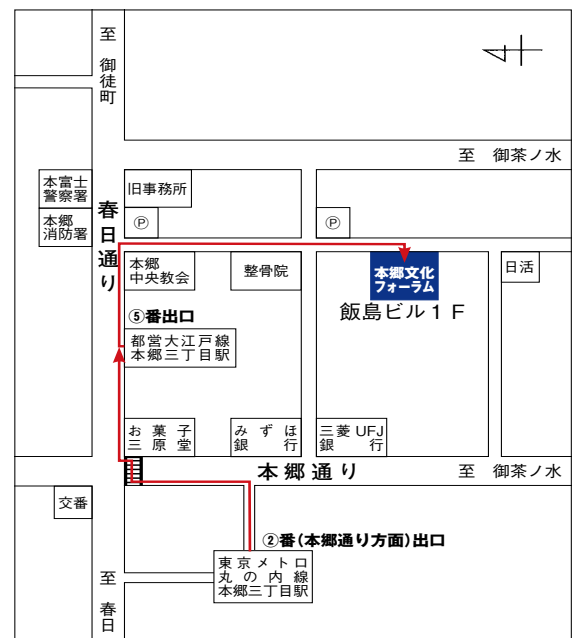 至 御徒町
至 御茶ノ水
本富士
警察署
旧事務所
本郷
消防署
春日通り
Ⓟ
Ⓟ
本郷
中央教会
整骨院
本郷文化
フォーラム
日活
飯島ビル1F
⑤番出口
都営大江戸線
本郷三丁目駅
お菓子
三原堂
みずほ
銀行
三菱UFJ
銀行
本郷通り
至 御茶ノ水
交番
②番(本郷通り方面)出口
東京メトロ
丸の内線
本郷三丁目駅
至 春日